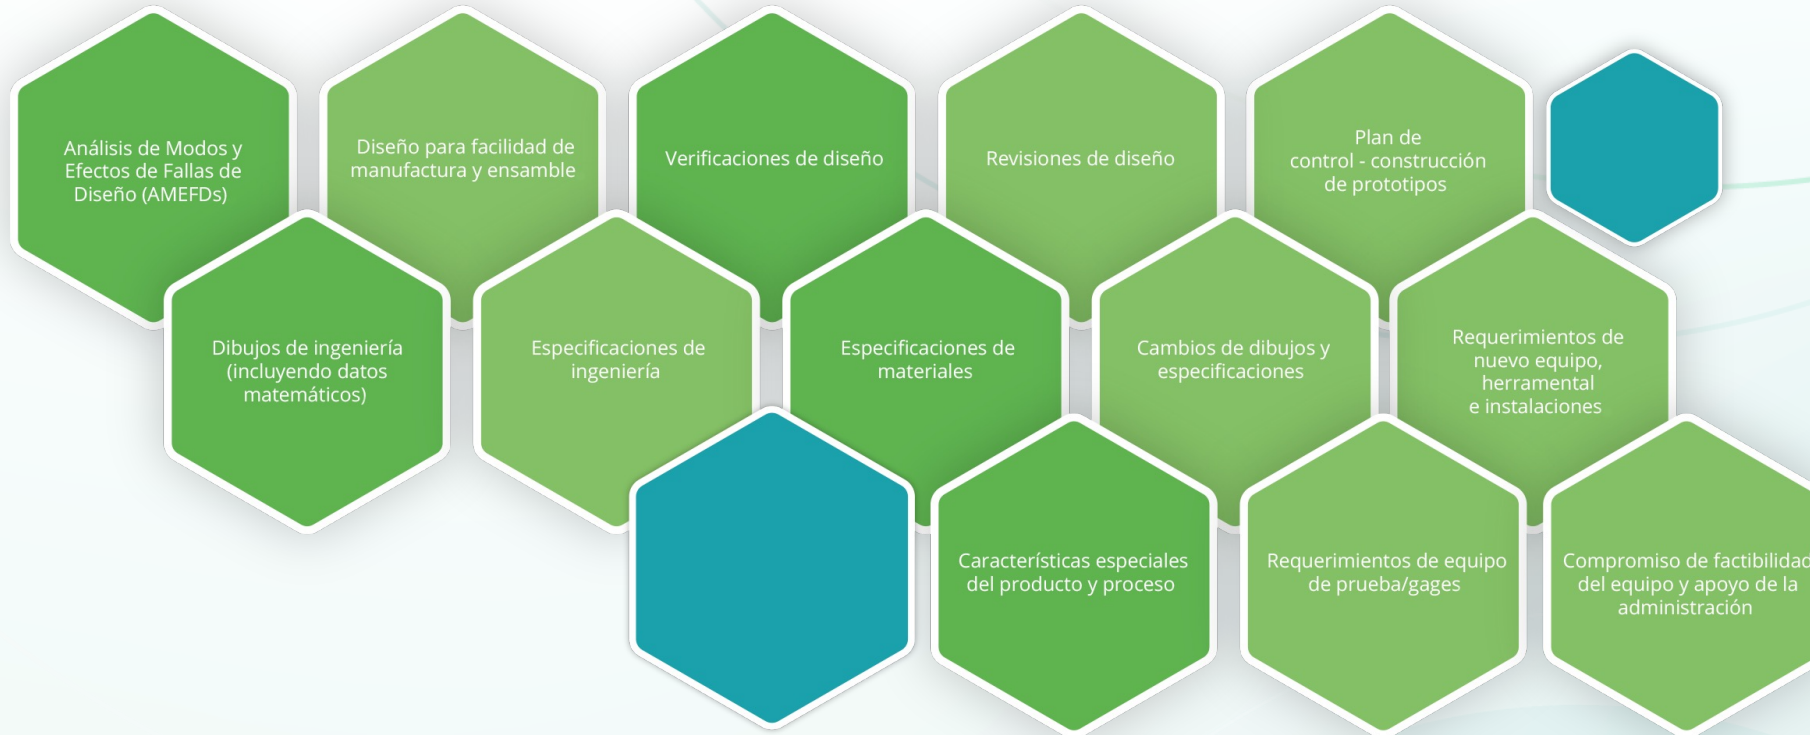 Análisis de Modos y
Efectos de Fallas de
Diseño (AMEFDs)
Diseño para facilidad de
manufactura y ensamble
Verificaciones de diseño
Revisiones de diseño
Plan de
control - construcción
de prototipos
Dibujos de ingeniería
(incluyendo datos
matemáticos)
Especificaciones de
ingeniería
Especificaciones de
materiales
Cambios de dibujos y
especificaciones
Requerimientos de
nuevo equipo,
herramental
e instalaciones
Características especiales
del producto y proceso
Requerimientos de equipo
de prueba/gages
Compromiso de factibilidad
del equipo y apoyo de la
administración